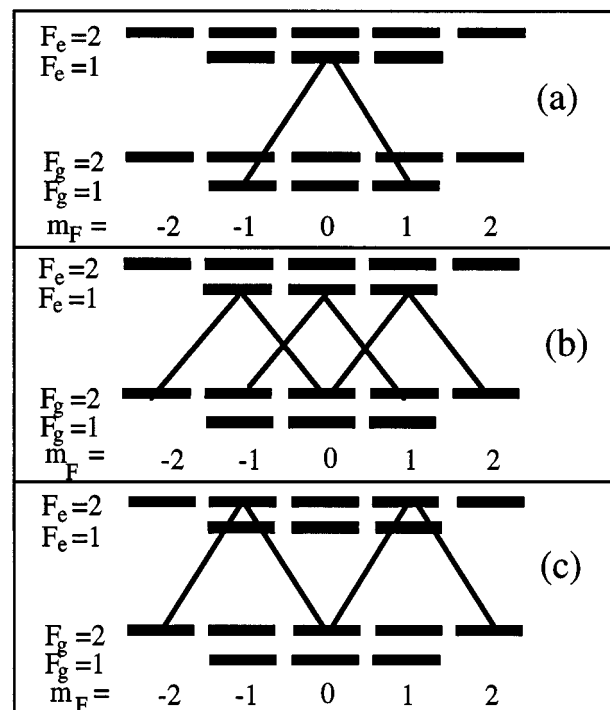 F_e=2
F_e=1
(a)
F_g=2
F_g=1
m_F = -2 -1 0 1 2
F_e=2
F_e=1
(b)
F_g=2
F_g=1
m_F = -2 -1 0 1 2
F_e=2
F_e=1
(c)
F_g=2
F_g=1
m_F = -2 -1 0 1 2